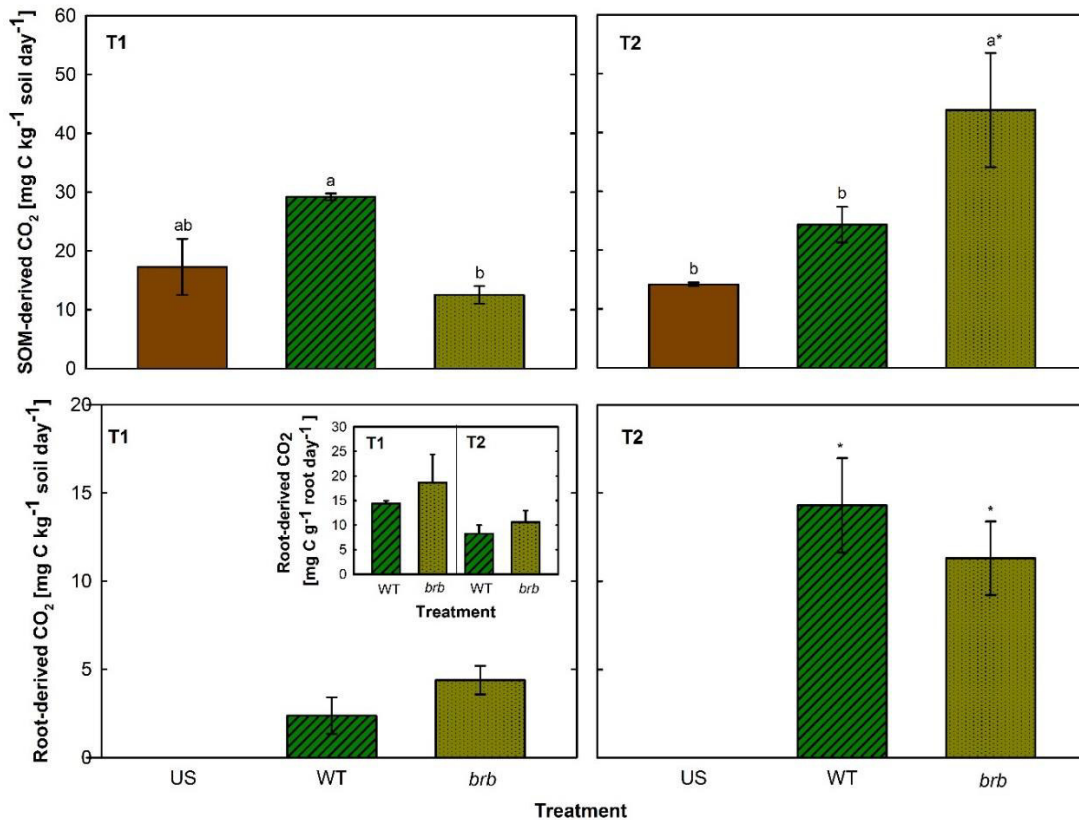 SOM-derived CO₂ [mg C kg⁻¹ soil day⁻¹]
60
50
40
30
20
10
0
T1
ab
a
b
T2
b
b
a*
Root-derived CO₂ [mg C kg⁻¹ soil day⁻¹]
20
15
10
5
0
T1
Root-derived CO₂
[mg C g⁻¹ root day⁻¹]
30
25
20
15
10
5
0
T1
T2
WT brb WT brb
Treatment
T2
*
*
US WT brb US WT brb
Treatment